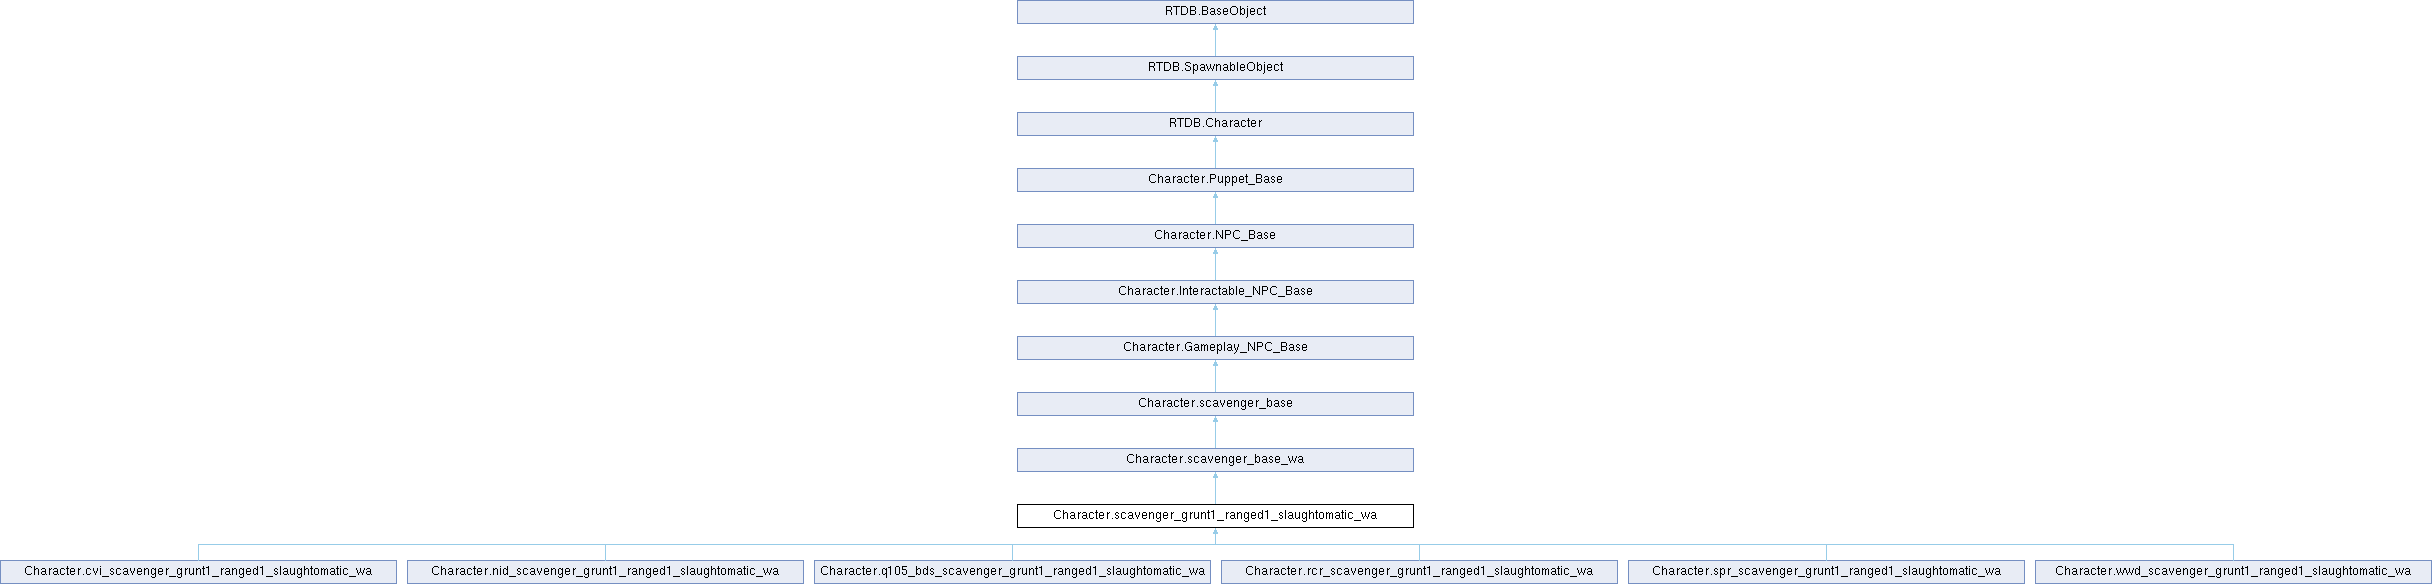 RTDB.BaseObject
RTDB.SpawnableObject
RTDB.Character
Character.Puppet_Base
Character.NPC_Base
Character.Interactable_NPC_Base
Character.Gameplay_NPC_Base
Character.scavenger_base
Character.scavenger_base_wa
Character.scavenger_grunt1_ranged1_slaughtomatic_wa
Character.cvi_scavenger_grunt1_ranged1_slaughtomatic_wa
Character.nid_scavenger_grunt1_ranged1_slaughtomatic_wa
Character.q105_bds_scavenger_grunt1_ranged1_slaughtomatic_wa
Character.rcr_scavenger_grunt1_ranged1_slaughtomatic_wa
Character.spr_scavenger_grunt1_ranged1_slaughtomatic_wa
Character.wwd_scavenger_grunt1_ranged1_slaughtomatic_wa